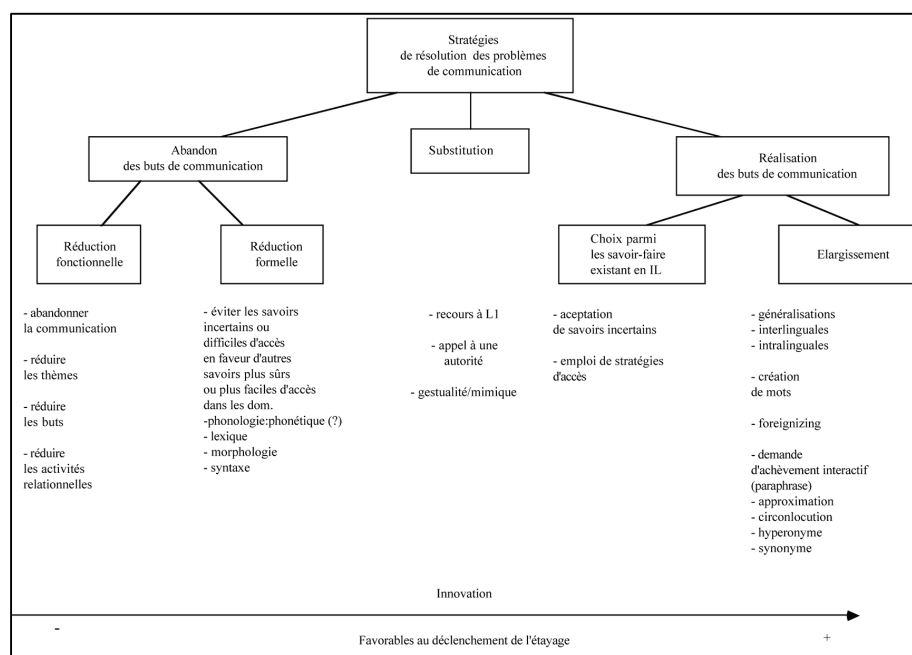 Stratégies
de résolution des problèmes
de communication
Abandon
des buts de communication
Substitution
Réalisation
des buts de communication
Réduction
fonctionnelle
Réduction
formelle
Choix parmi
les savoir-faire
existant en IL
Elargissement
- abandonner
la communication
- réduire
les thèmes
- réduire
les buts
- réduire
les activités
relationnelles
- éviter les savoirs
incertains ou
difficiles d'accès
en faveur d'autres
savoirs plus sûrs
ou plus faciles d'accès
dans les dom.
-phonologie:phonétique (?)
- lexique
- morphologie
- syntaxe
- recours à L1
- appel à une
autorité
- gestualité/mimique
- aceptation
de savoirs incertains
- emploi de stratégies
d'accès
- généralisations
- interlinguales
- intralinguales
- création
de mots
- foreignizing
- demande
d'achèvement interactif
(paraphrase)
- approximation
- circonlocution
- hyperonyme
- synonyme
Innovation
-
Favorables au déclenchement de l'étayage
+